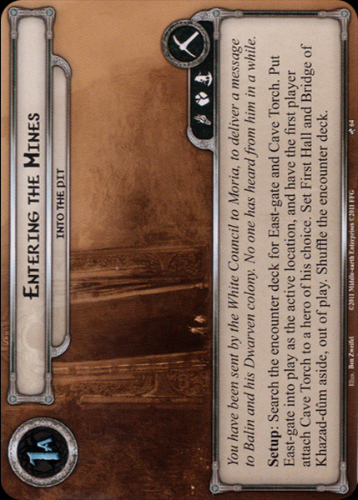 1A
ENTERING THE MINES
INTO THE PIT
You have been sent by the White Council to Moria, to deliver a message
to Balin and his Dwarven colony. No one has heard from him in a while.
Setup: Search the encounter deck for East-gate and Cave Torch. Put
East-gate into play as the active location, and have the first player
attach Cave Torch to a hero of his choice. Set First Hall and Bridge of
Khazad-dûm aside, out of play. Shuffle the encounter deck.
Illus. Ben Zweifel ©2011 Middle-earth Enterprises ©2011 FFG 64